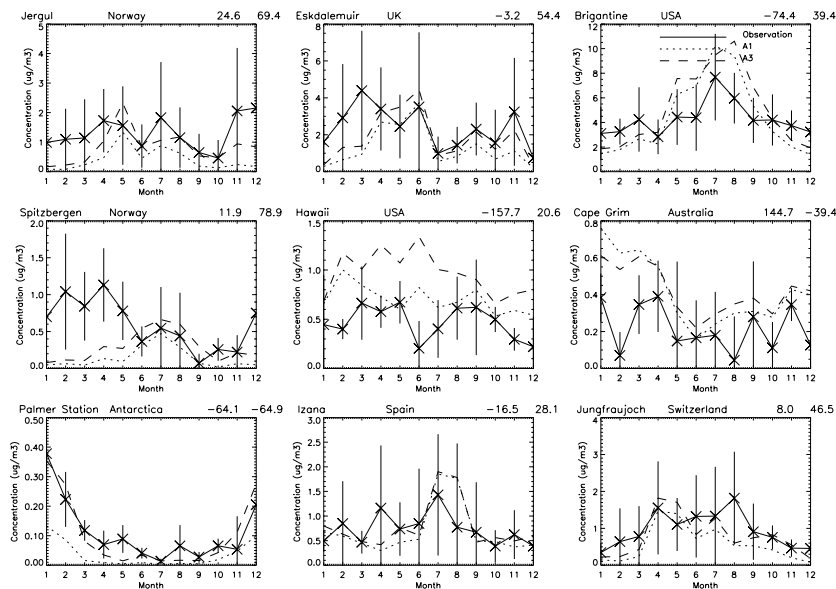 Jergul Norway 24.6 69.4
Concentration (ug/m3)
5
4
3
2
1
0
1 2 3 4 5 6 7 8 9 10 11 12
Month
Eskdalemuir UK −3.2 54.4
Concentration (ug/m3)
8
6
4
2
0
1 2 3 4 5 6 7 8 9 10 11 12
Month
Brigantine USA −74.4 39.4
Concentration (ug/m3)
12
10
8
6
4
2
0
Observation
A1
A3
1 2 3 4 5 6 7 8 9 10 11 12
Month
Spitzbergen Norway 11.9 78.9
Concentration (ug/m3)
2.0
1.5
1.0
0.5
0.0
1 2 3 4 5 6 7 8 9 10 11 12
Month
Hawaii USA −157.7 20.6
Concentration (ug/m3)
1.5
1.0
0.5
0.0
1 2 3 4 5 6 7 8 9 10 11 12
Month
Cape Grim Australia 144.7 −39.4
Concentration (ug/m3)
0.8
0.6
0.4
0.2
0.0
1 2 3 4 5 6 7 8 9 10 11 12
Month
Palmer Station Antarctica −64.1 −64.9
Concentration (ug/m3)
0.50
0.40
0.30
0.20
0.10
0.00
1 2 3 4 5 6 7 8 9 10 11 12
Month
Izana Spain −16.5 28.1
Concentration (ug/m3)
3.0
2.5
2.0
1.5
1.0
0.5
0.0
1 2 3 4 5 6 7 8 9 10 11 12
Month
Jungfraujoch Switzerland 8.0 46.5
Concentration (ug/m3)
4
3
2
1
0
1 2 3 4 5 6 7 8 9 10 11 12
Month